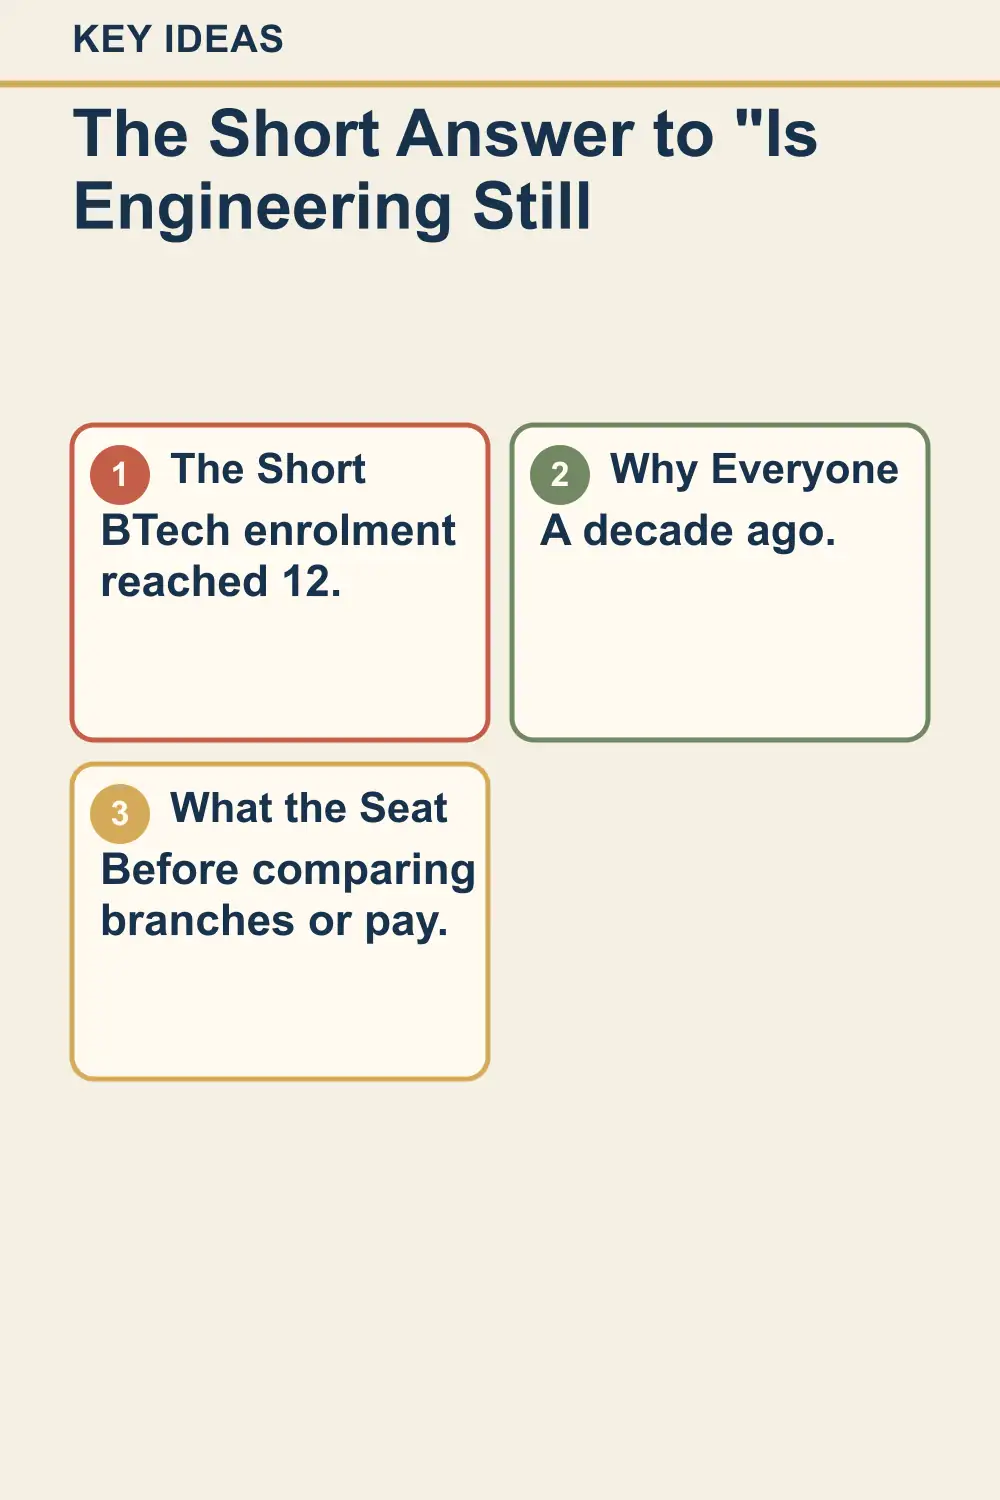 KEY IDEAS
The Short Answer to "Is
Engineering Still
1
The Short
BTech enrolment
reached 12.
2
Why Everyone
A decade ago.
3
What the Seat
Before comparing
branches or pay.